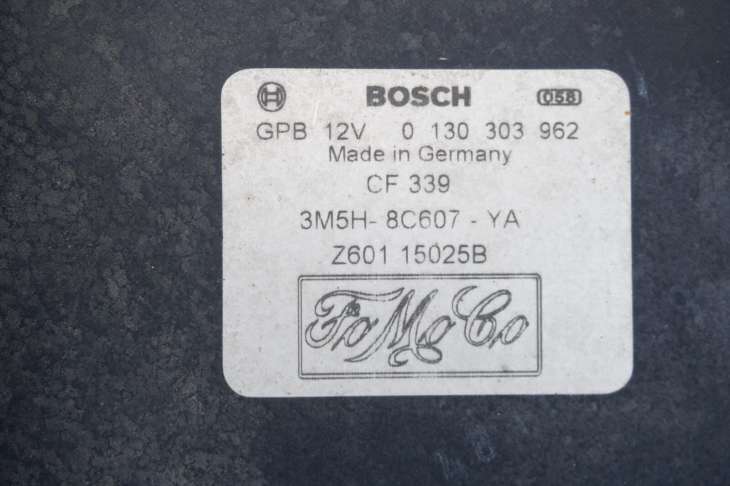 BOSCH 058
GPB 12V 0 130 303 962
Made in Germany
CF 339
3M5H- 8C607 - YA
Z601 15025B
FoMoCo